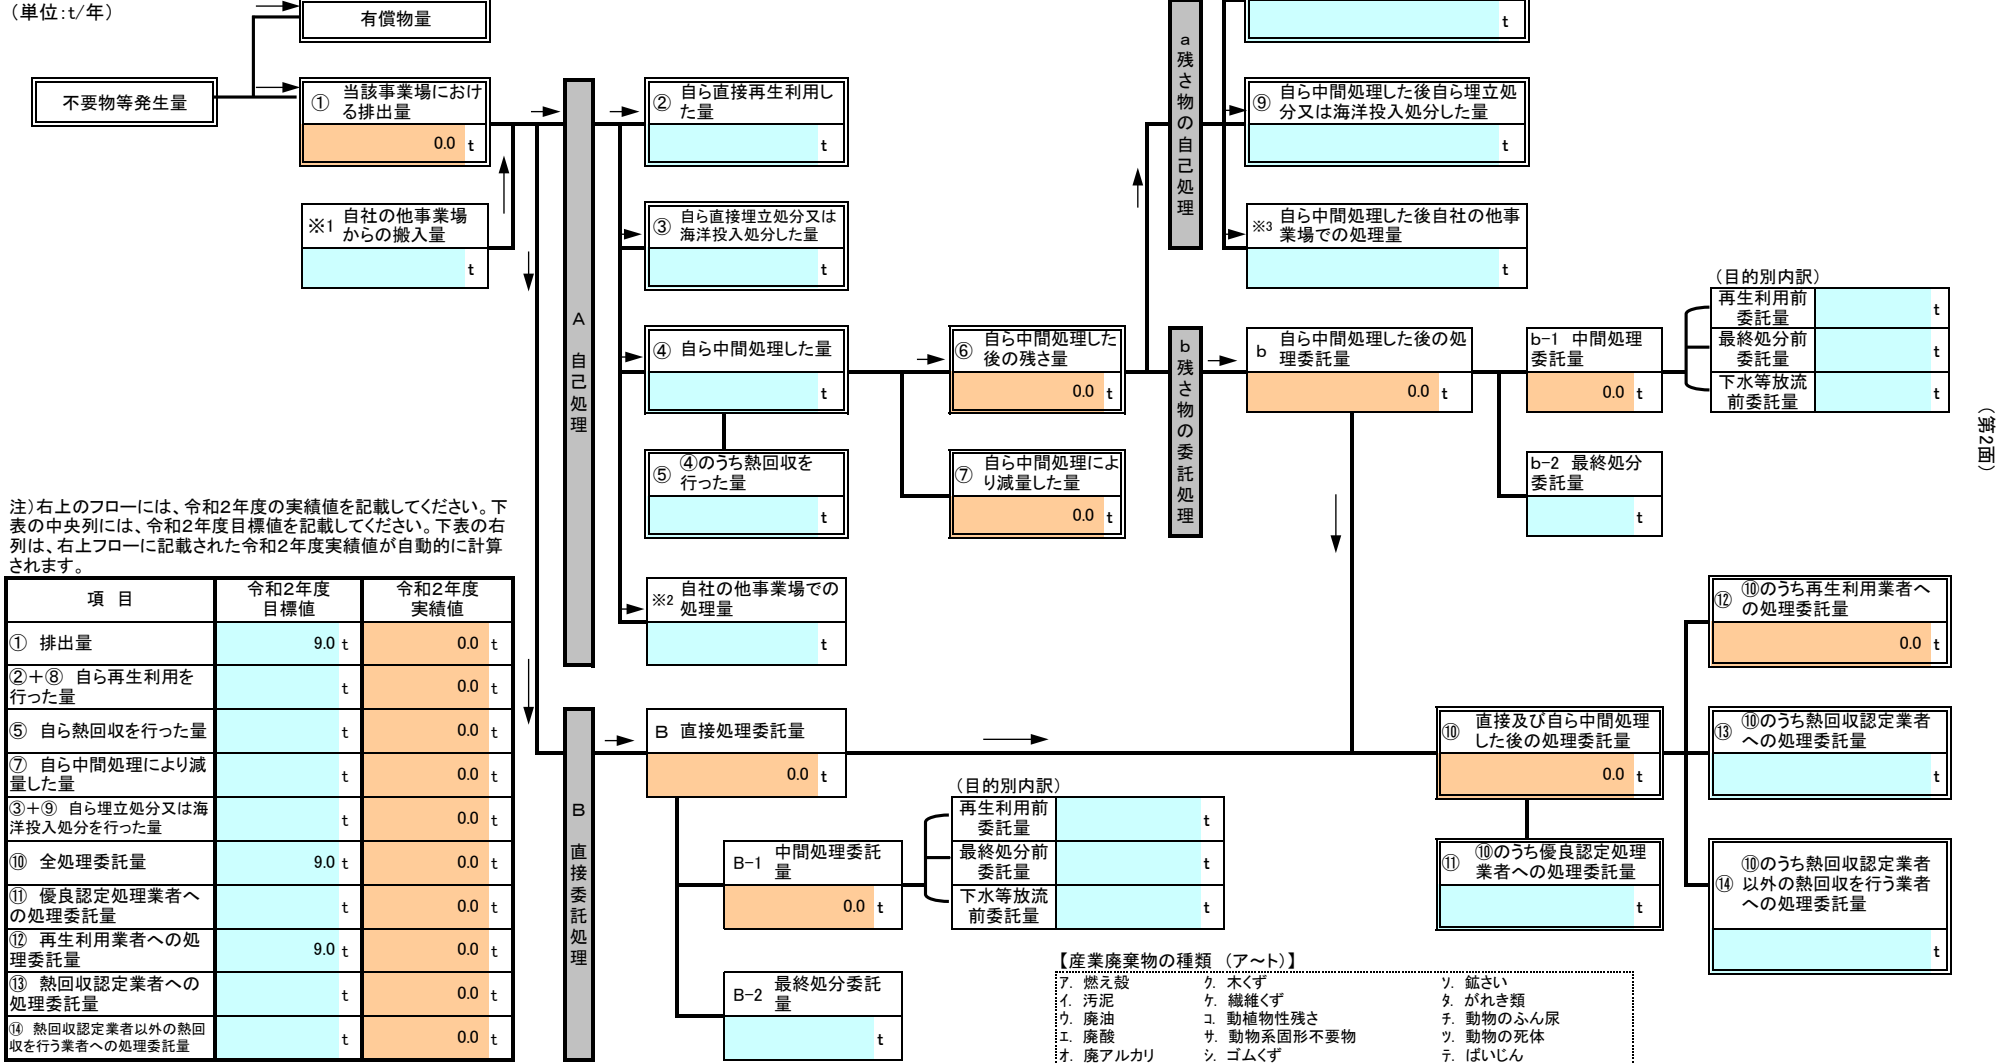 （単位：t/年）
有償物量
t
不要物等発生量
① 当該事業場におけ
る排出量
0.0 t
※1 自社の他事業場
からの搬入量
t
A 自己処理
② 自ら直接再生利用し
た量
t
③ 自ら直接埋立処分又は
海洋投入処分した量
t
④ 自ら中間処理した量
t
⑤ ④のうち熱回収を
行った量
t
※2 自社の他事業場での
処理量
t
⑥ 自ら中間処理した
後の残さ量
0.0 t
⑦ 自ら中間処理によ
り減量した量
0.0 t
a 残さ物の自己処理
⑨ 自ら中間処理した後自ら埋立処
分又は海洋投入処分した量
t
※3 自ら中間処理した後自社の他事
業場での処理量
t
b 残さ物の委託処理
b 自ら中間処理した後の処
理委託量
0.0 t
b-1 中間処理
委託量
0.0 t
b-2 最終処分
委託量
t
（目的別内訳）
再生利用前
委託量
t
最終処分前
委託量
t
下水等放流
前委託量
t
（第2面）
注）右上のフローには、令和２年度の実績値を記載してください。下
表の中央列には、令和２年度目標値を記載してください。下表の右
列は、右上フローに記載された令和２年度実績値が自動的に計算
されます。
項 目 令和２年度
目標値 令和２年度
実績値
① 排出量 9.0 t 0.0 t
②＋⑧ 自ら再生利用を
行った量 t 0.0 t
⑤ 自ら熱回収を行った量 t 0.0 t
⑦ 自ら中間処理により減
量した量 t 0.0 t
③＋⑨ 自ら埋立処分又は海
洋投入処分を行った量 t 0.0 t
⑩ 全処理委託量 9.0 t 0.0 t
⑪ 優良認定処理業者へ
の処理委託量 t 0.0 t
⑫ 再生利用業者への処
理委託量 9.0 t 0.0 t
⑬ 熱回収認定業者への
処理委託量 t 0.0 t
⑭ 熱回収認定業者以外の熱回
収を行う業者への処理委託量 t 0.0 t
B 直接委託処理
B 直接処理委託量
0.0 t
B-1 中間処理委託
量
0.0 t
B-2 最終処分委託
量
t
（目的別内訳）
再生利用前
委託量
t
最終処分前
委託量
t
下水等放流
前委託量
t
⑩ 直接及び自ら中間処理
した後の処理委託量
0.0 t
⑪ ⑩のうち優良認定処理
業者への処理委託量
t
⑫ ⑩のうち再生利用業者へ
の処理委託量
0.0 t
⑬ ⑩のうち熱回収認定業者
への処理委託量
t
⑭ ⑩のうち熱回収認定業者
以外の熱回収を行う業者
への処理委託量
t
【産業廃棄物の種類 （ア～ト）】
ア. 燃え殻 ク. 木くず ソ. 鉱さい
イ. 汚泥 ケ. 繊維くず タ. がれき類
ウ. 廃油 コ. 動植物性残さ チ. 動物のふん尿
エ. 廃酸 サ. 動物系固形不要物 ツ. 動物の死体
オ. 廃アルカリ シ. ゴムくず テ. ばいじん